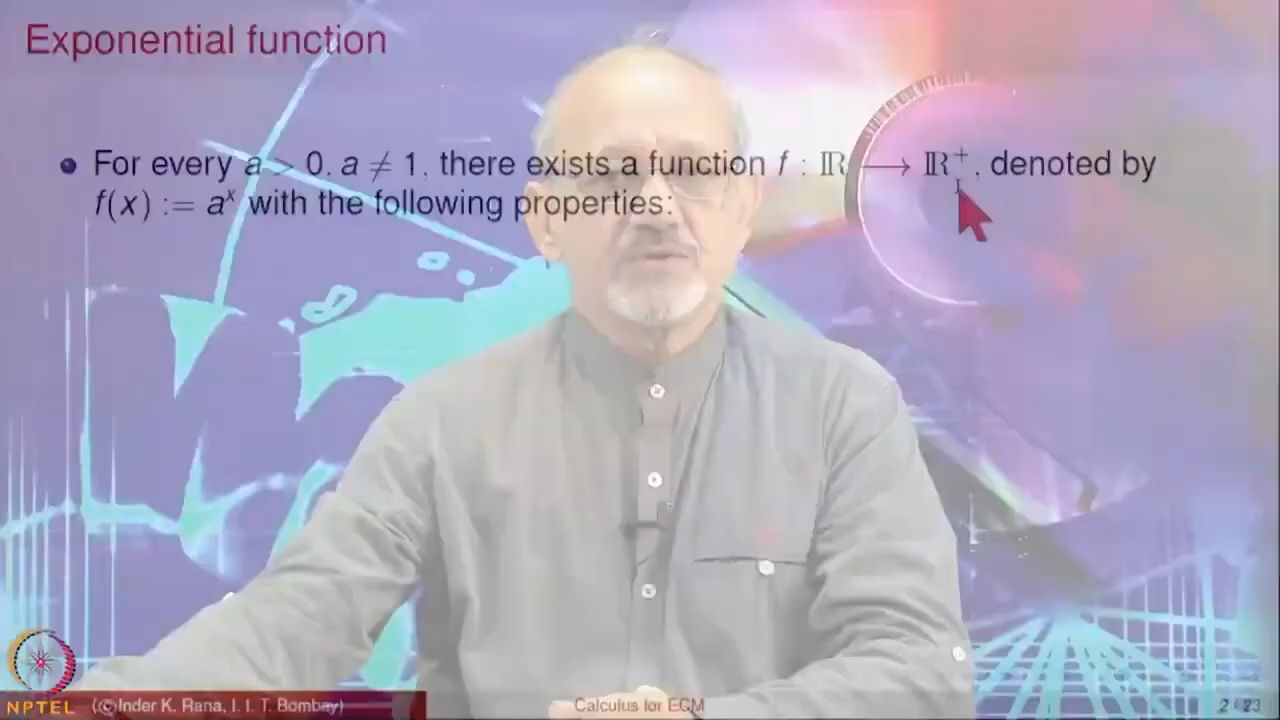 Exponential function
For every a > 0, a ≠ 1, there exists a function f : ℝ ⟶ ℝ⁺, denoted by
f(x) := aˣ with the following properties:
NPTEL
(©Inder K. Rana, I. I. T. Bombay)
Calculus for ECM
2 / 23